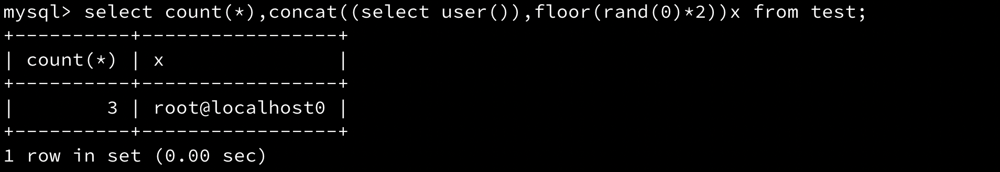 mysql> select count(*),concat((select user()),floor(rand(0)*2))x from test;
+----------+-----------------+
| count(*) | x               |
+----------+-----------------+
|        3 | root@localhost0 |
+----------+-----------------+
1 row in set (0.00 sec)